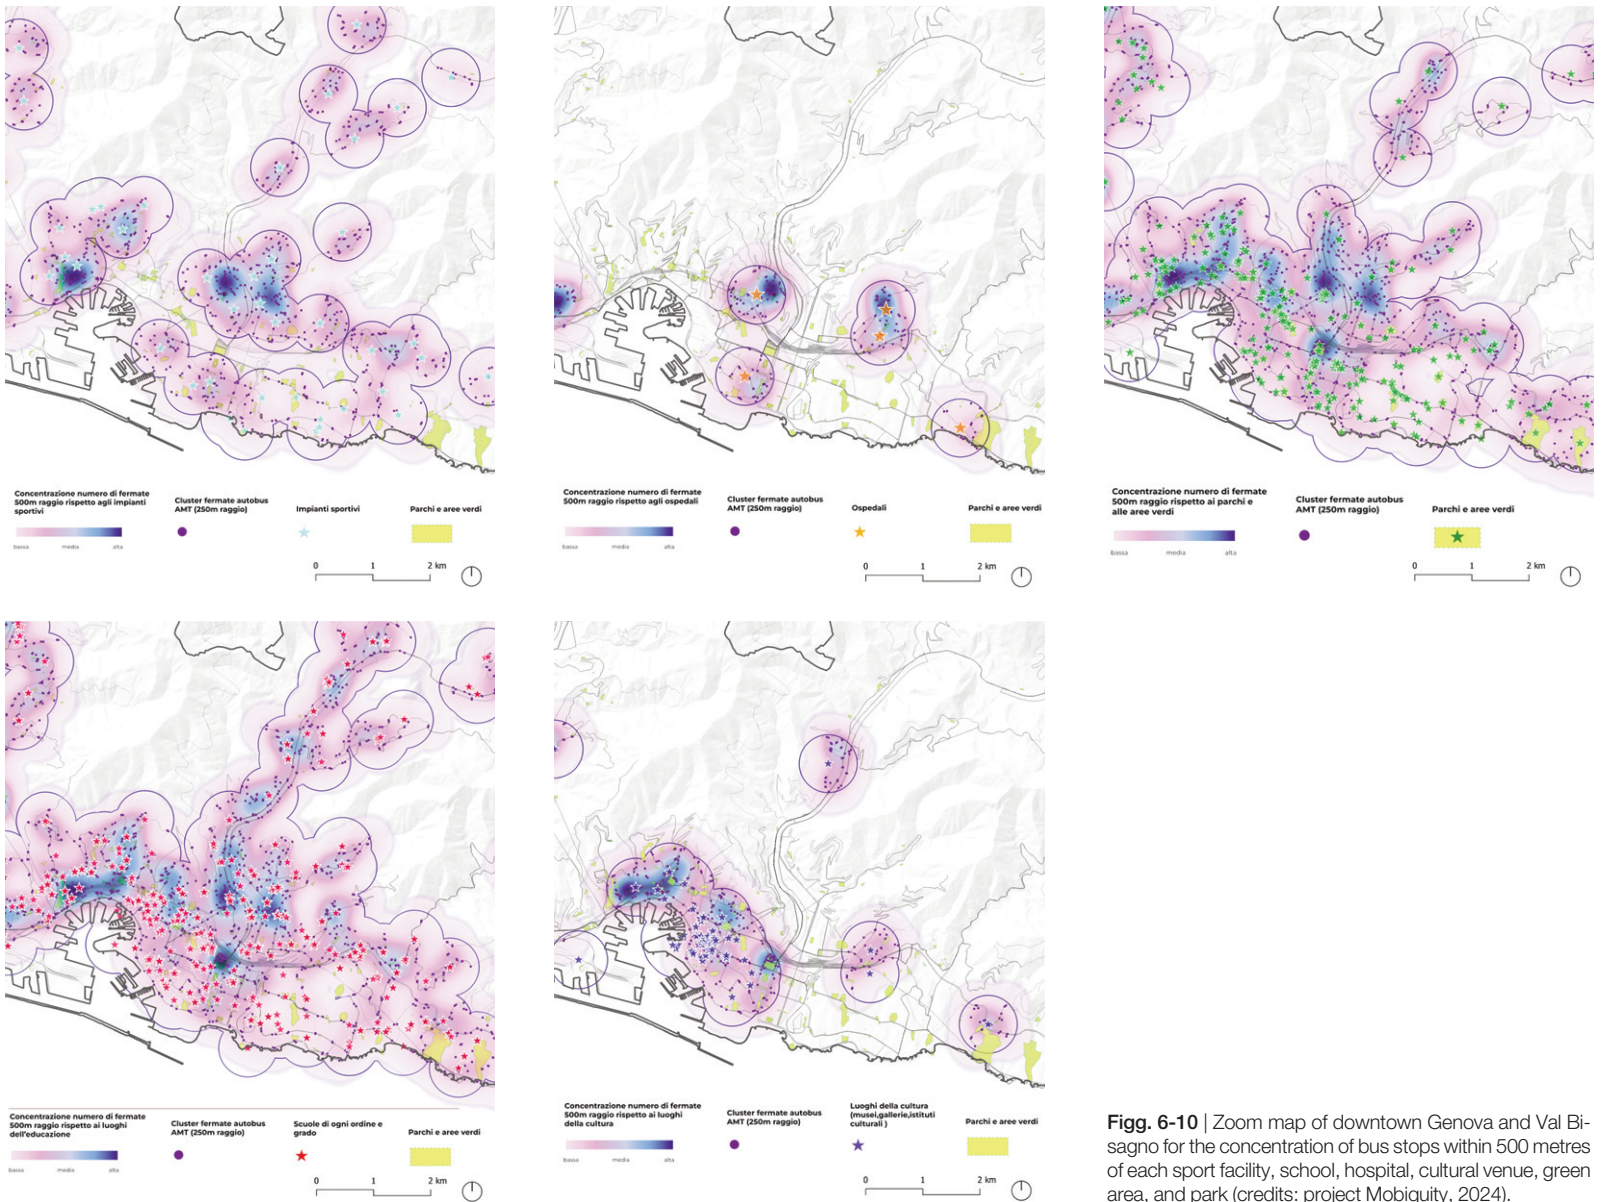 Concentrazione numero di fermate
500m raggio rispetto agli impianti
sportivi
bassa media alta
Cluster fermate autobus
AMT (250m raggio)
Impianti sportivi
Parchi e aree verdi
0 1 2 km
Concentrazione numero di fermate
500m raggio rispetto agli ospedali
bassa media alta
Cluster fermate autobus
AMT (250m raggio)
Ospedali
Parchi e aree verdi
0 1 2 km
Concentrazione numero di fermate
500m raggio rispetto ai parchi e
alle aree verdi
bassa media alta
Cluster fermate autobus
AMT (250m raggio)
Parchi e aree verdi
0 1 2 km
Concentrazione numero di fermate
500m raggio rispetto ai luoghi
dell'educazione
bassa media alta
Cluster fermate autobus
AMT (250m raggio)
Scuole di ogni ordine e
grado
Parchi e aree verdi
0 1 2 km
Concentrazione numero di fermate
500m raggio rispetto ai luoghi
della cultura
bassa media alta
Cluster fermate autobus
AMT (250m raggio)
Luoghi della cultura
(musei,gallerie,istituti
culturali )
Parchi e aree verdi
0 1 2 km
Figg. 6-10 | Zoom map of downtown Genova and Val Bi-
sagno for the concentration of bus stops within 500 metres
of each sport facility, school, hospital, cultural venue, green
area, and park (credits: project Mobiquity, 2024).